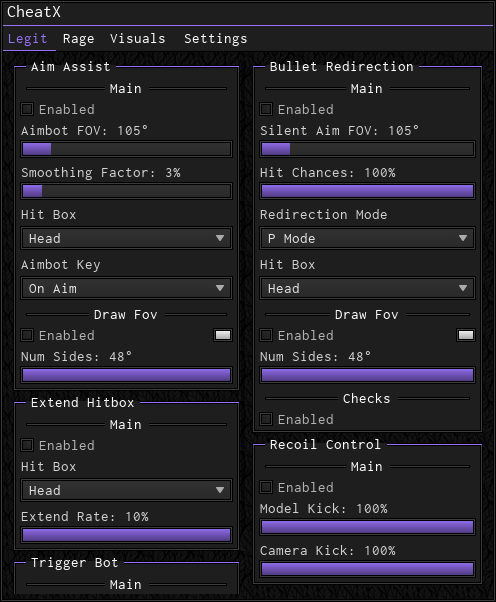 CheatX
Legit Rage Visuals Settings
Aim Assist
Main
Enabled
Aimbot FOV: 105°
Smoothing Factor: 3%
Hit Box
Head
Aimbot Key
On Aim
Draw Fov
Enabled
Num Sides: 48°
Extend Hitbox
Main
Enabled
Hit Box
Head
Extend Rate: 10%
Trigger Bot
Main
Bullet Redirection
Main
Enabled
Silent Aim FOV: 105°
Hit Chances: 100%
Redirection Mode
P Mode
Hit Box
Head
Draw Fov
Enabled
Num Sides: 48°
Checks
Enabled
Recoil Control
Main
Enabled
Model Kick: 100%
Camera Kick: 100%